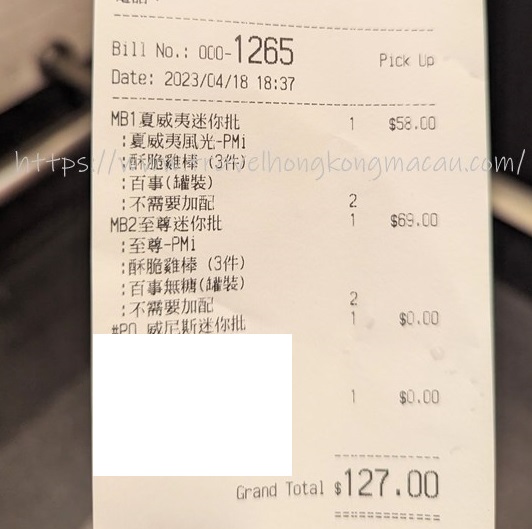 Bill No.: 000-1265 Pick Up
Date: 2023/04/18 18:37
MB1夏威夷迷你批 1 $58.00
:夏威夷風光-PMi
https://www.travelhongkongmacau.com/
:酥脆雞棒 (3件)
:百事(罐裝)
:不需要加配 2
MB2至尊迷你批 1 $69.00
:至尊-PMi
:酥脆雞棒 (3件)
:百事無糖(罐裝)
:不需要加配 2
#PO 威尼斯迷你批 1 $0.00
1 $0.00
Grand Total $127.00